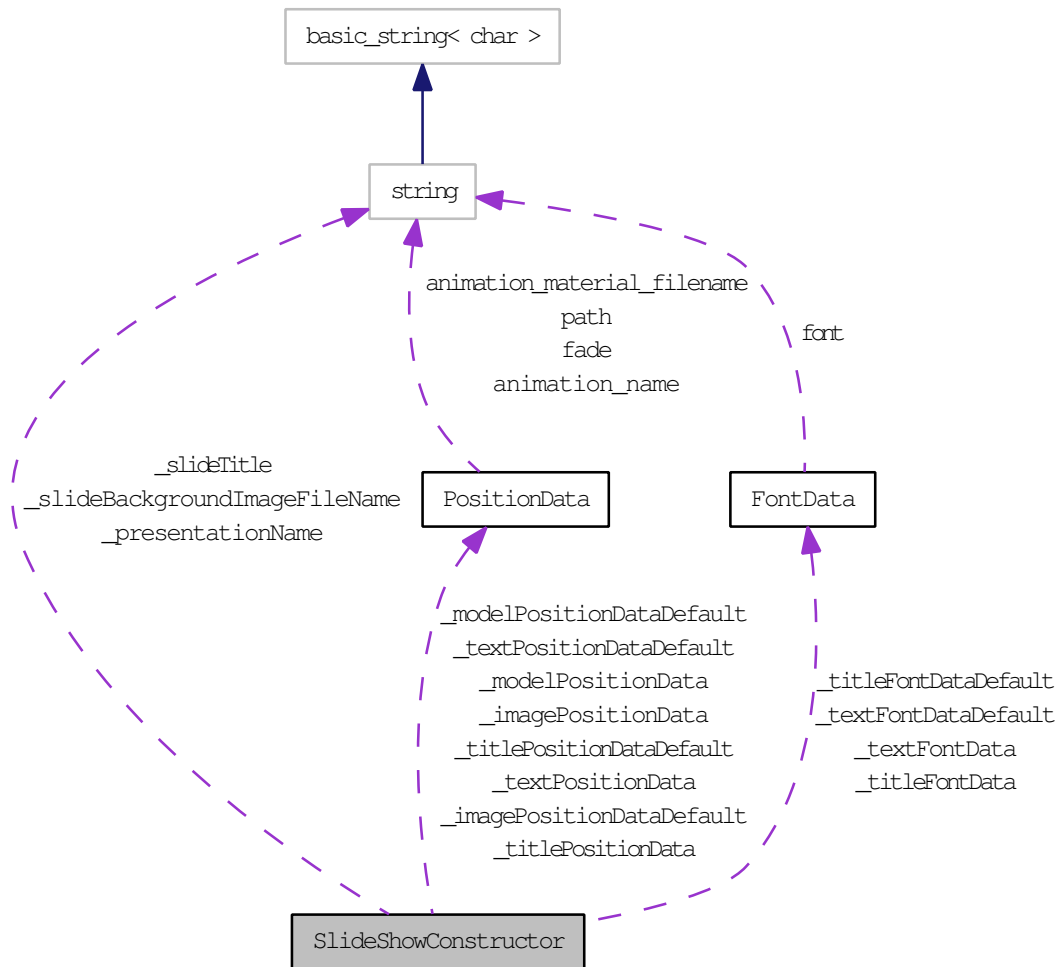 basic_string< char >
string
animation_material_filename
path
fade
animation_name
font
_slideTitle
_slideBackgroundImageFileName
_presentationName
PositionData
FontData
_modelPositionDataDefault
_textPositionDataDefault
_modelPositionData
_imagePositionData
_titlePositionDataDefault
_textPositionData
_imagePositionDataDefault
_titlePositionData
_titleFontDataDefault
_textFontDataDefault
_textFontData
_titleFontData
SlideShowConstructor